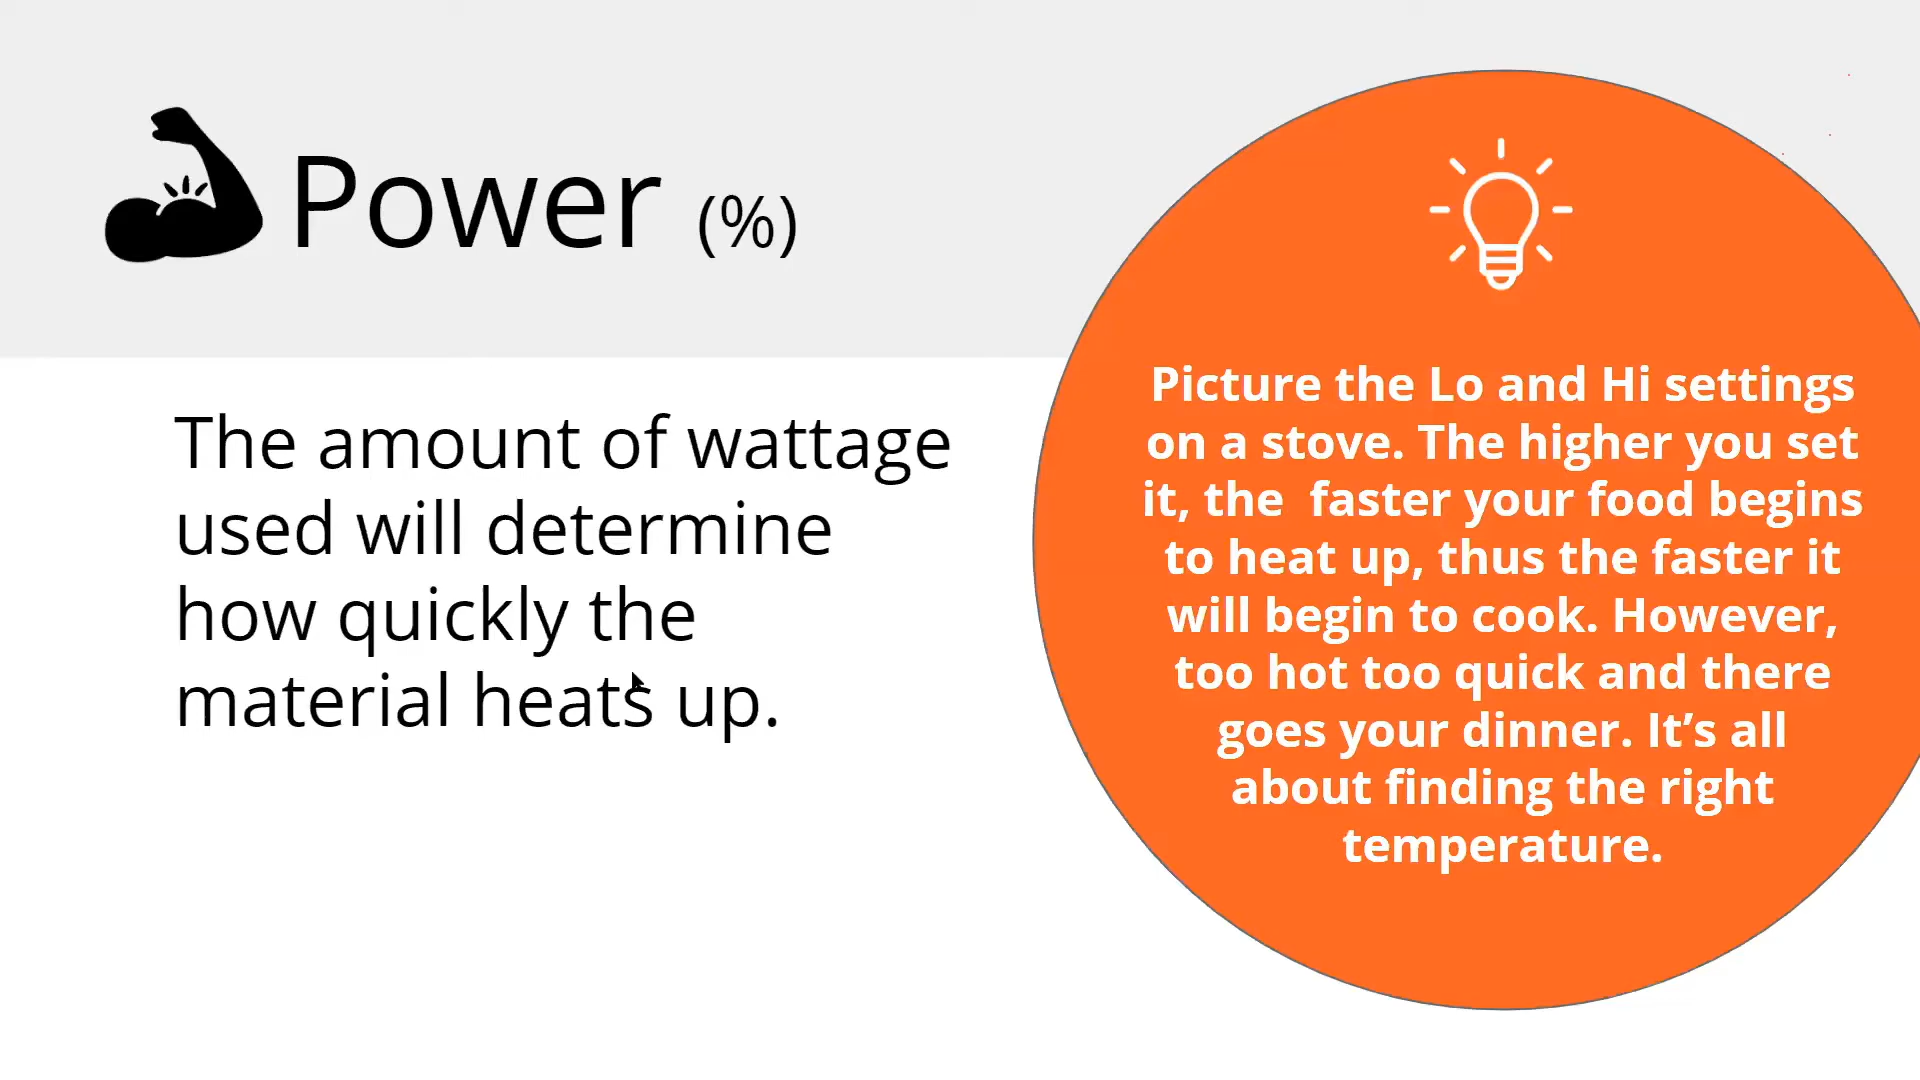 Power (%)
The amount of wattage
used will determine
how quickly the
material heats up.
Picture the Lo and Hi settings
on a stove. The higher you set
it, the  faster your food begins
to heat up, thus the faster it
will begin to cook. However,
too hot too quick and there
goes your dinner. It’s all
about finding the right
temperature.